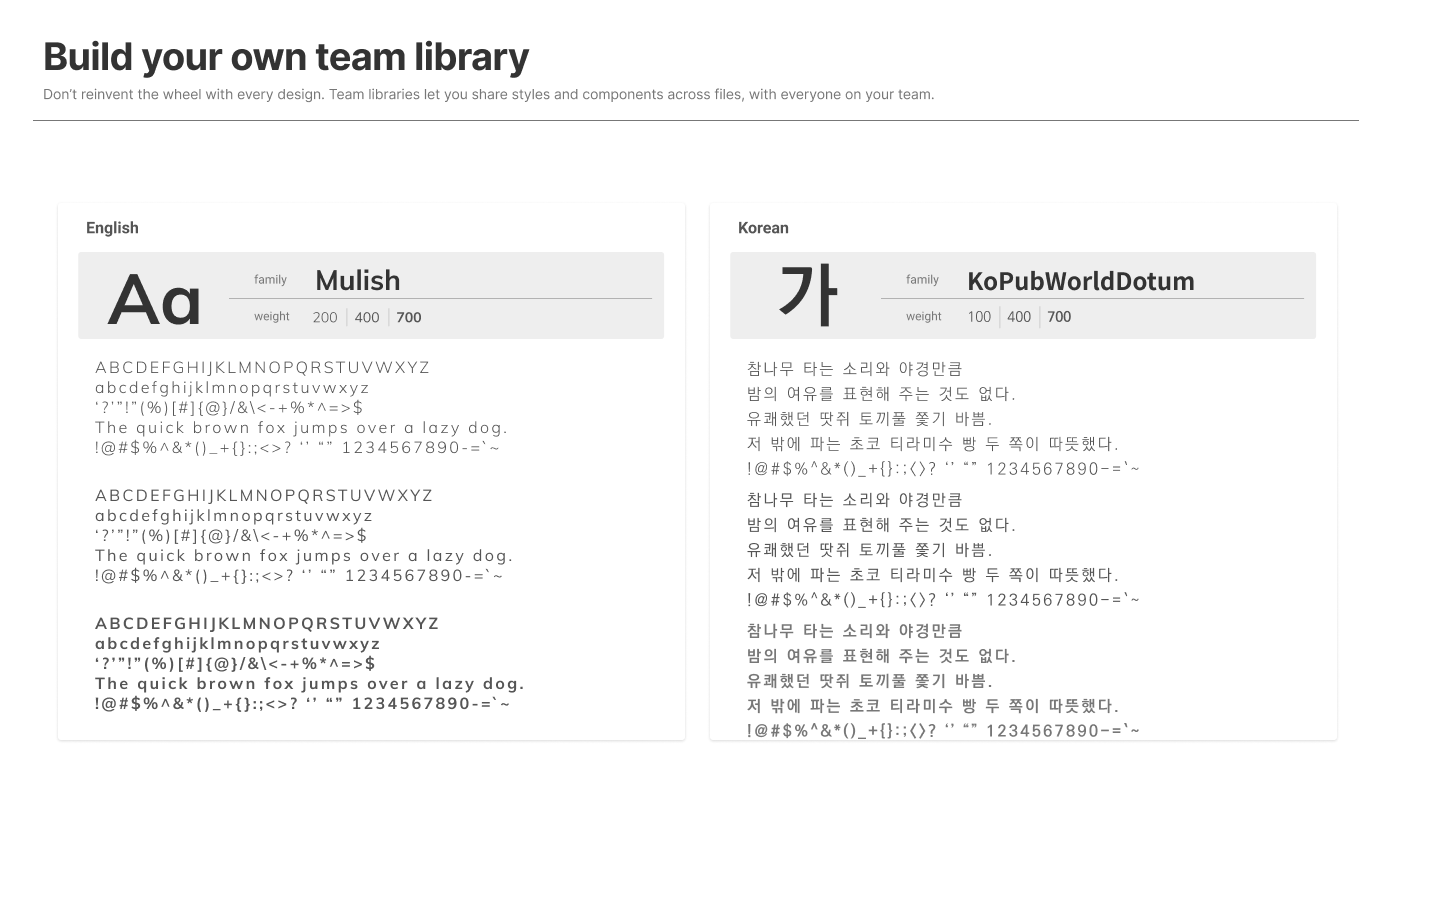 Build your own team library
Don't reinvent the wheel with every design. Team libraries let you share styles and components across files, with everyone on your team.
English
Aa
family Mulish
weight 200 400 700
ABCDEFGHIJKLMNOPQRSTUVWXYZ
abcdefghijklmnopqrstuvwxyz
‘?’”!”(%)[#]{@}/&\<-+%*^=>$
The quick brown fox jumps over a lazy dog.
!@#$%^&*()_+{}:;<>? ‘’ “” 1234567890-=`~
ABCDEFGHIJKLMNOPQRSTUVWXYZ
abcdefghijklmnopqrstuvwxyz
‘?’”!”(%)[#]{@}/&\<-+%*^=>$
The quick brown fox jumps over a lazy dog.
!@#$%^&*()_+{}:;<>? ‘’ “” 1234567890-=`~
ABCDEFGHIJKLMNOPQRSTUVWXYZ
abcdefghijklmnopqrstuvwxyz
‘?’”!”(%)[#]{@}/&\<-+%*^=>$
The quick brown fox jumps over a lazy dog.
!@#$%^&*()_+{}:;<>? ‘’ “” 1234567890-=`~
Korean
가
family KoPubWorldDotum
weight 100 400 700
참나무 타는 소리와 야경만큼
밤의 여유를 표현해 주는 것도 없다.
유쾌했던 땃쥐 토끼풀 쫓기 바쁨.
저 밖에 파는 초코 티라미수 빵 두 쪽이 따뜻했다.
!@#$%^&*()_+{}:;<>? ‘’ “” 1234567890-=`~
참나무 타는 소리와 야경만큼
밤의 여유를 표현해 주는 것도 없다.
유쾌했던 땃쥐 토끼풀 쫓기 바쁨.
저 밖에 파는 초코 티라미수 빵 두 쪽이 따뜻했다.
!@#$%^&*()_+{}:;<>? ‘’ “” 1234567890-=`~
참나무 타는 소리와 야경만큼
밤의 여유를 표현해 주는 것도 없다.
유쾌했던 땃쥐 토끼풀 쫓기 바쁨.
저 밖에 파는 초코 티라미수 빵 두 쪽이 따뜻했다.
!@#$%^&*()_+{}:;<>? ‘’ “” 1234567890-=`~